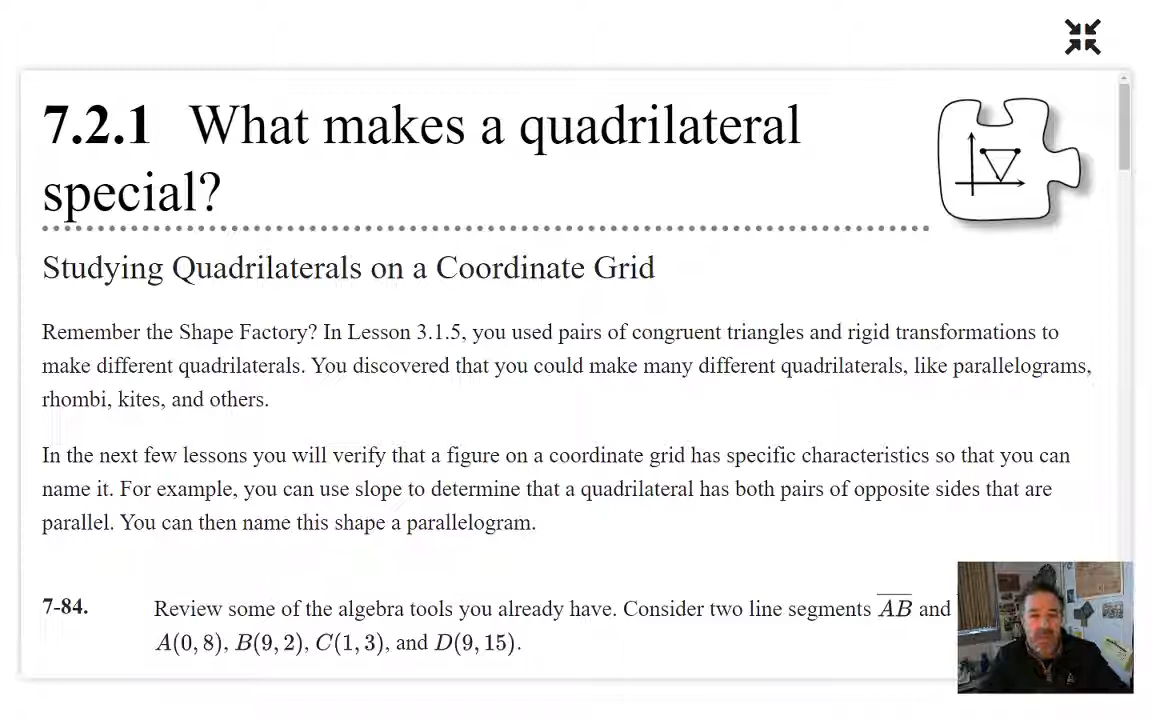 7.2.1 What makes a quadrilateral
special?
Studying Quadrilaterals on a Coordinate Grid
Remember the Shape Factory? In Lesson 3.1.5, you used pairs of congruent triangles and rigid transformations to
make different quadrilaterals. You discovered that you could make many different quadrilaterals, like parallelograms,
rhombi, kites, and others.
In the next few lessons you will verify that a figure on a coordinate grid has specific characteristics so that you can
name it. For example, you can use slope to determine that a quadrilateral has both pairs of opposite sides that are
parallel. You can then name this shape a parallelogram.
7-84. Review some of the algebra tools you already have. Consider two line segments A̅B̅ and
A(0, 8), B(9, 2), C(1, 3), and D(9, 15).